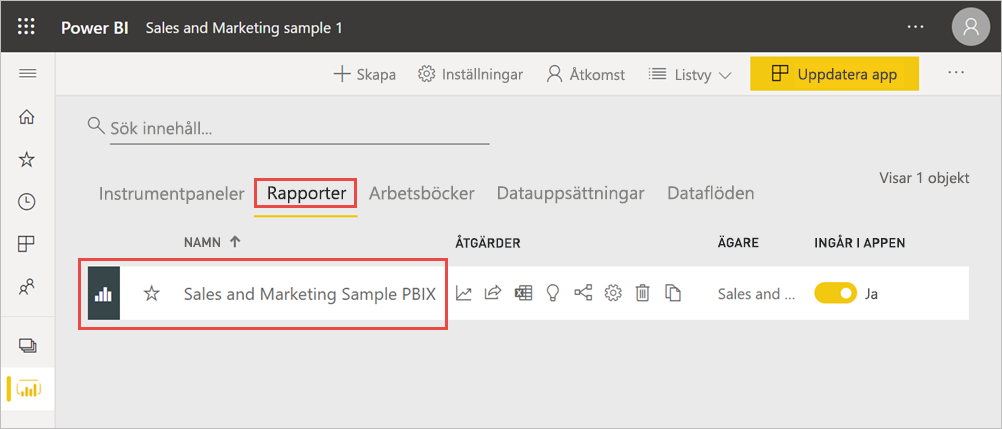 Power BI Sales and Marketing sample 1
Skapa Inställningar Åtkomst Listvy Uppdatera app
Sök innehåll...
Instrumentpaneler Rapporter Arbetsböcker Datauppsättningar Dataflöden Visar 1 objekt
NAMN ÅTGÄRDER ÄGARE INGÅR I APPEN
Sales and Marketing Sample PBIX Sales and ... Ja